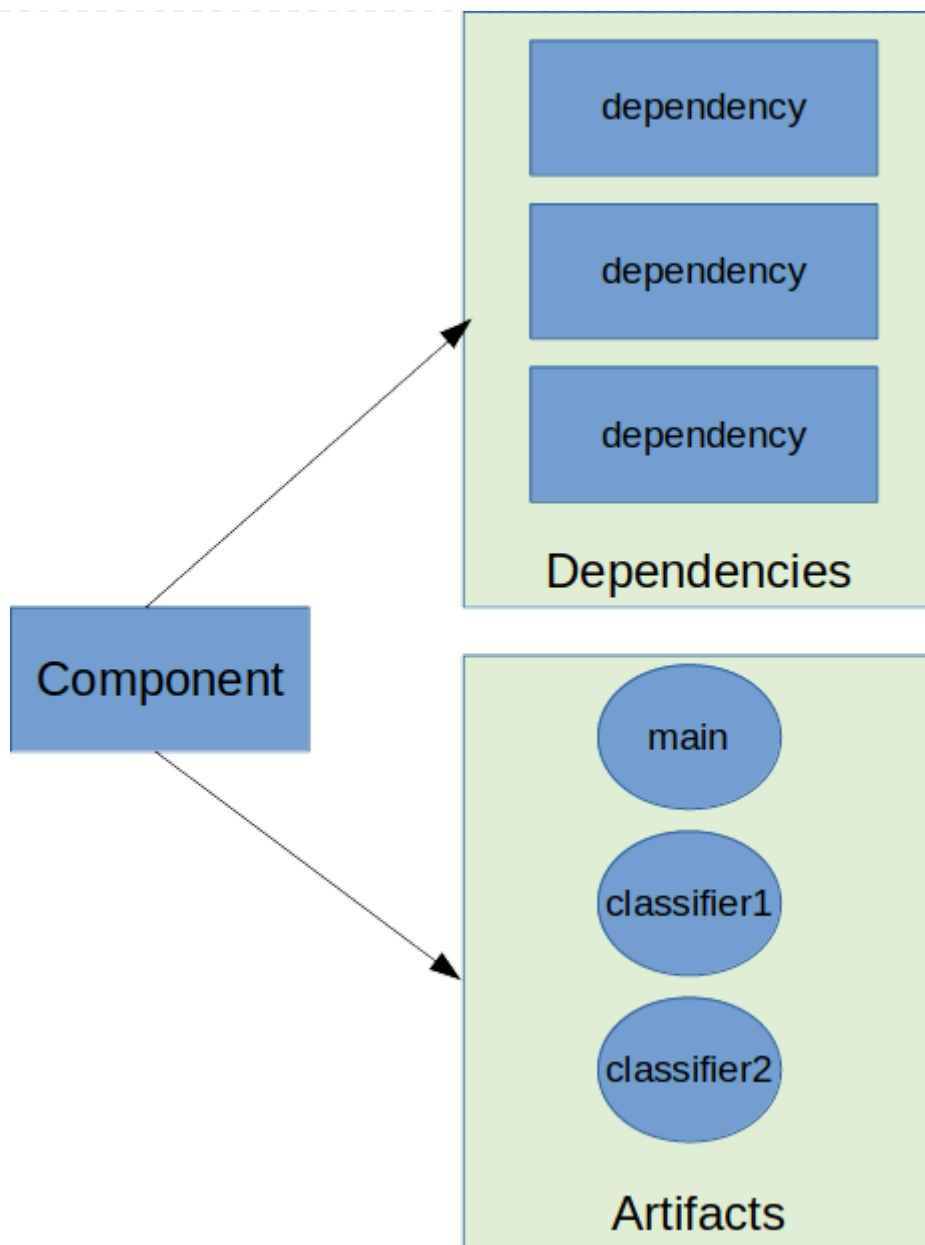 dependency
dependency
dependency
Dependencies
Component
main
classifier1
classifier2
Artifacts